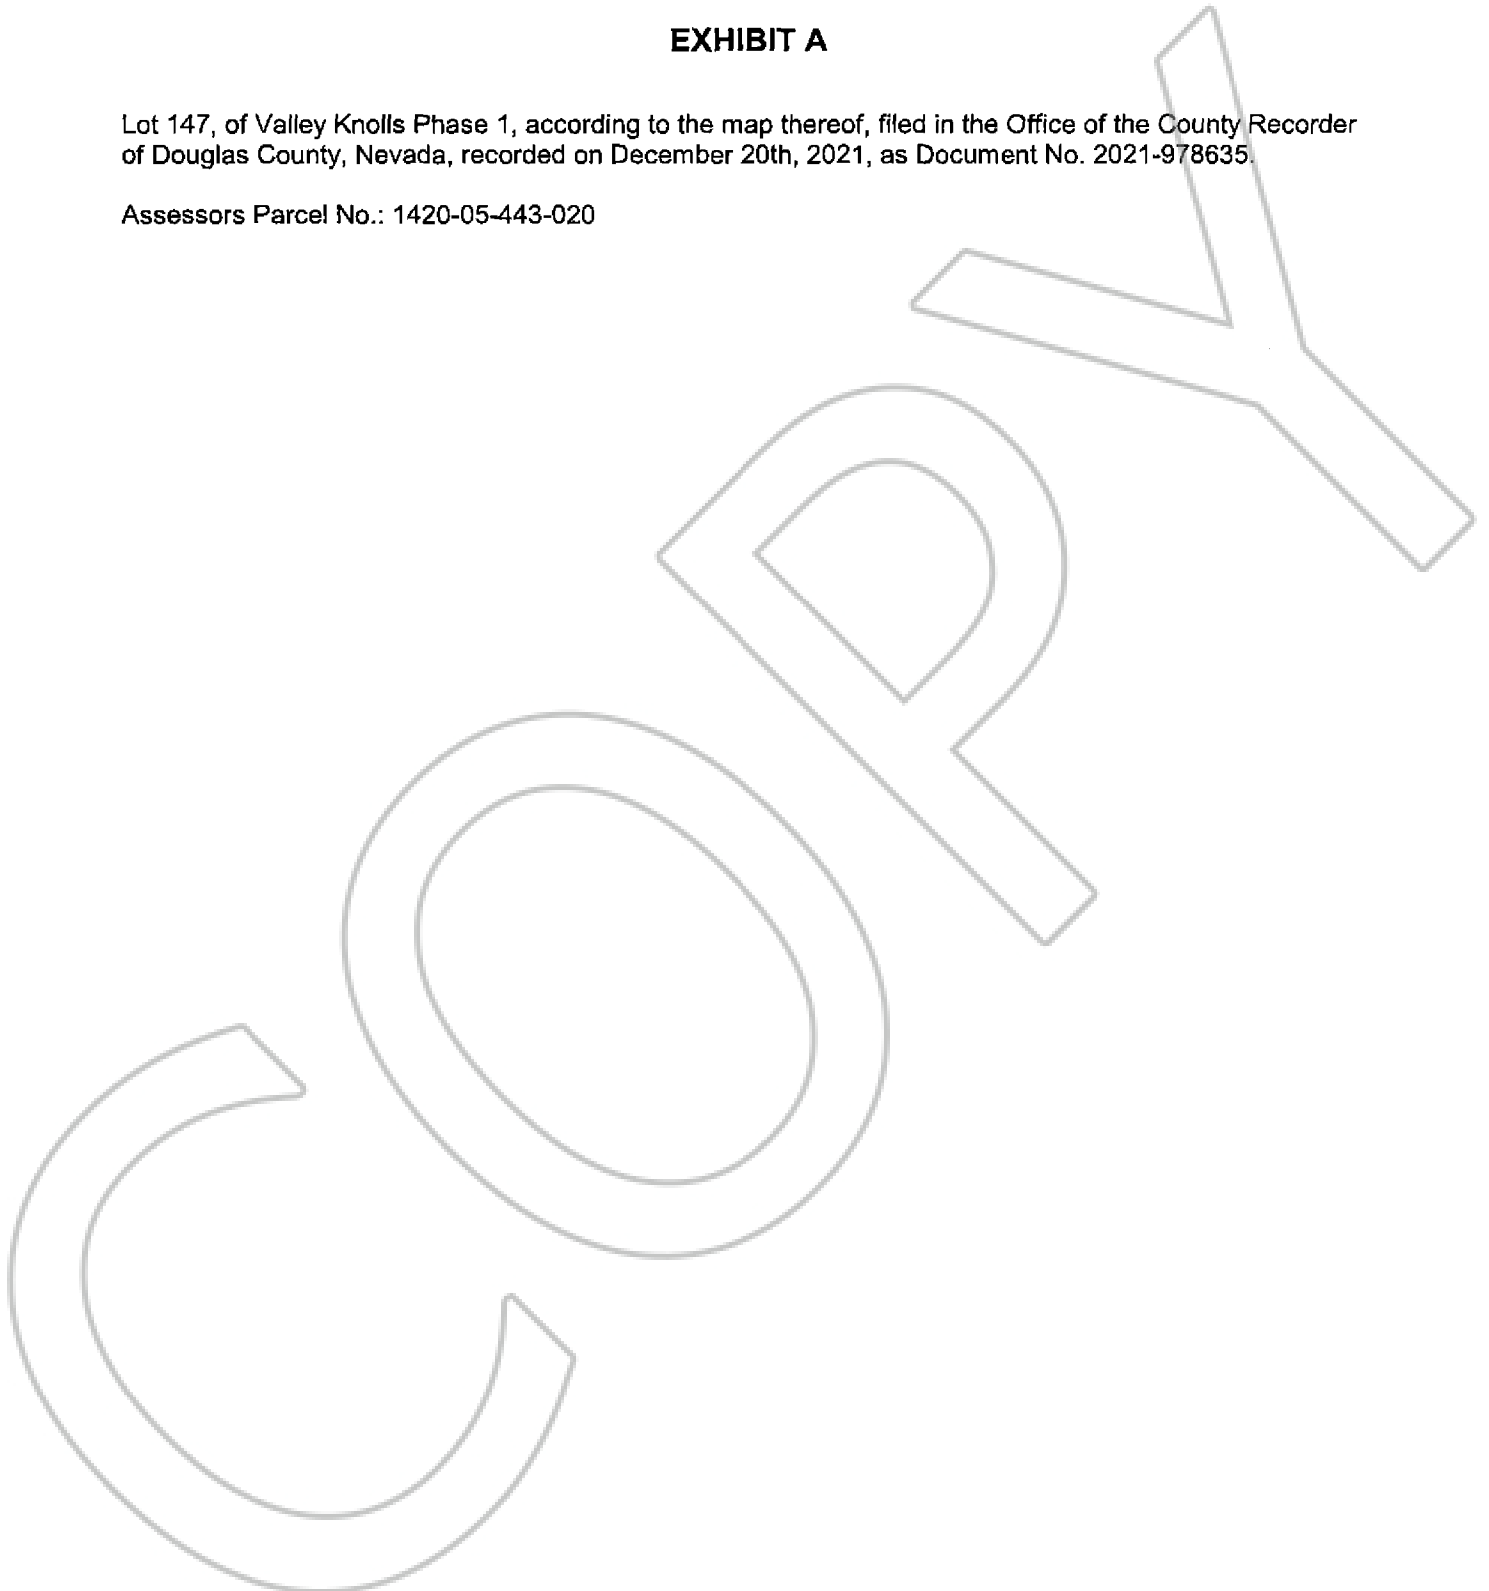 EXHIBIT A
Lot 147, of Valley Knolls Phase 1, according to the map thereof, filed in the Office of the County Recorder
of Douglas County, Nevada, recorded on December 20th, 2021, as Document No. 2021-978635.
Assessors Parcel No.: 1420-05-443-020
COPY